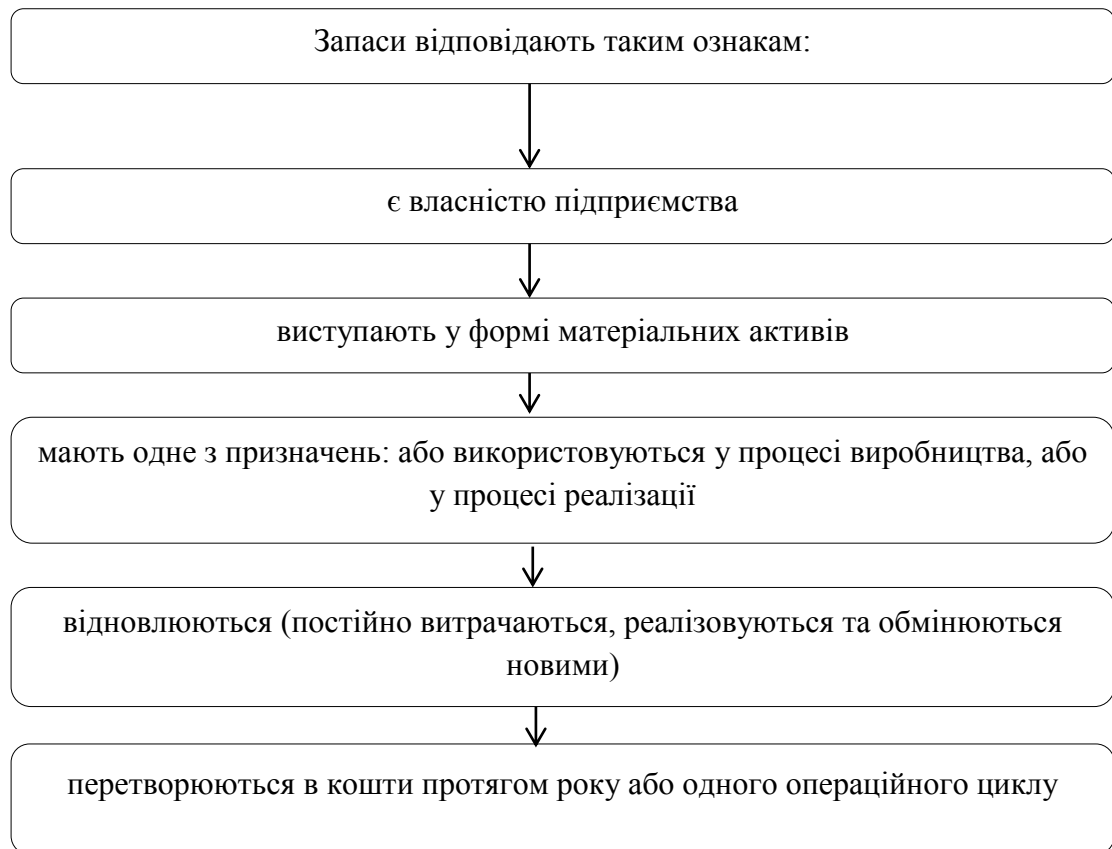 Запаси відповідають таким ознакам:
є власністю підприємства
виступають у формі матеріальних активів
мають одне з призначень: або використовуються у процесі виробництва, або
у процесі реалізації
відновлюються (постійно витрачаються, реалізовуються та обмінюються
новими)
перетворюються в кошти протягом року або одного операційного циклу